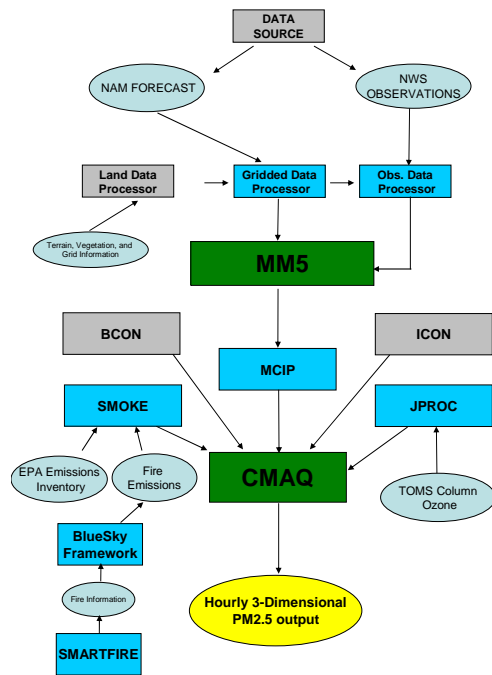 DATA
SOURCE
NAM FORECAST
NWS
OBSERVATIONS
Land Data
Processor
Gridded Data
Processor
Obs. Data
Processor
Terrain, Vegetation, and
Grid Information
MM5
BCON
ICON
MCIP
SMOKE
JPROC
EPA Emissions
Inventory
Fire
Emissions
CMAQ
TOMS Column
Ozone
BlueSky
Framework
Fire Information
Hourly 3-Dimensional
PM2.5 output
SMARTFIRE